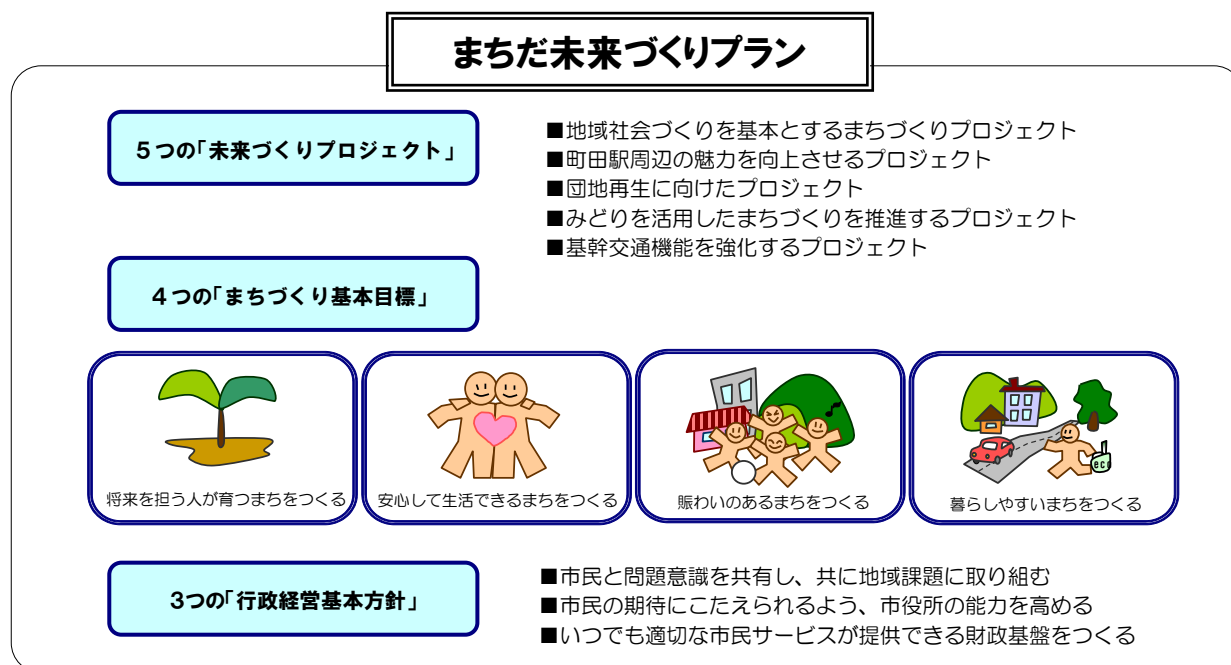 まちだ未来づくりプラン
5つの「未来づくりプロジェクト」
■地域社会づくりを基本とするまちづくりプロジェクト
■町田駅周辺の魅力を向上させるプロジェクト
■団地再生に向けたプロジェクト
■みどりを活用したまちづくりを推進するプロジェクト
■基幹交通機能を強化するプロジェクト
4つの「まちづくり基本目標」
将来を担う人が育つまちをつくる
安心して生活できるまちをつくる
賑わいのあるまちをつくる
eco
暮らしやすいまちをつくる
3つの「行政経営基本方針」
■市民と問題意識を共有し、共に地域課題に取り組む
■市民の期待にこたえられるよう、市役所の能力を高める
■いつでも適切な市民サービスが提供できる財政基盤をつくる